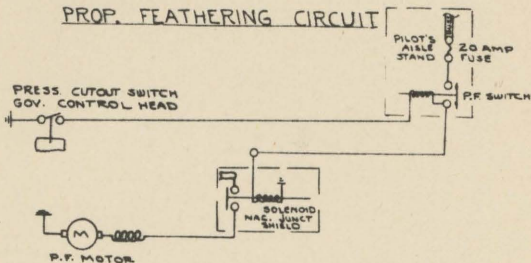 PROP. FEATHERING CIRCUIT
PILOT'S
AISLE
STAND
20 AMP
FUSE
PRESS. CUTOUT SWITCH
GOV. CONTROL HEAD
P.F. SWITCH
SOLENOID
NAC. JUNCT
SHIELD
M
P.F. MOTOR